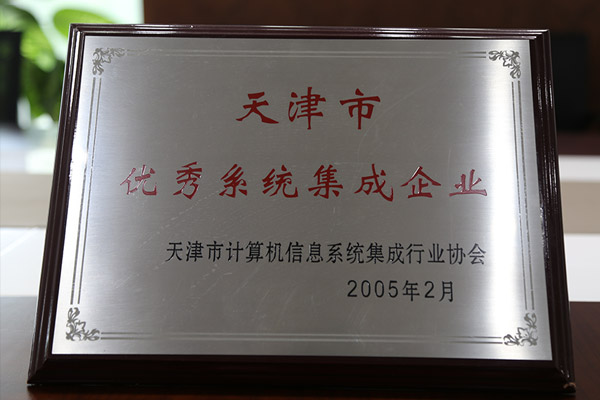 天津市
优秀系统集成企业
天津市计算机信息系统集成行业协会
2005年2月